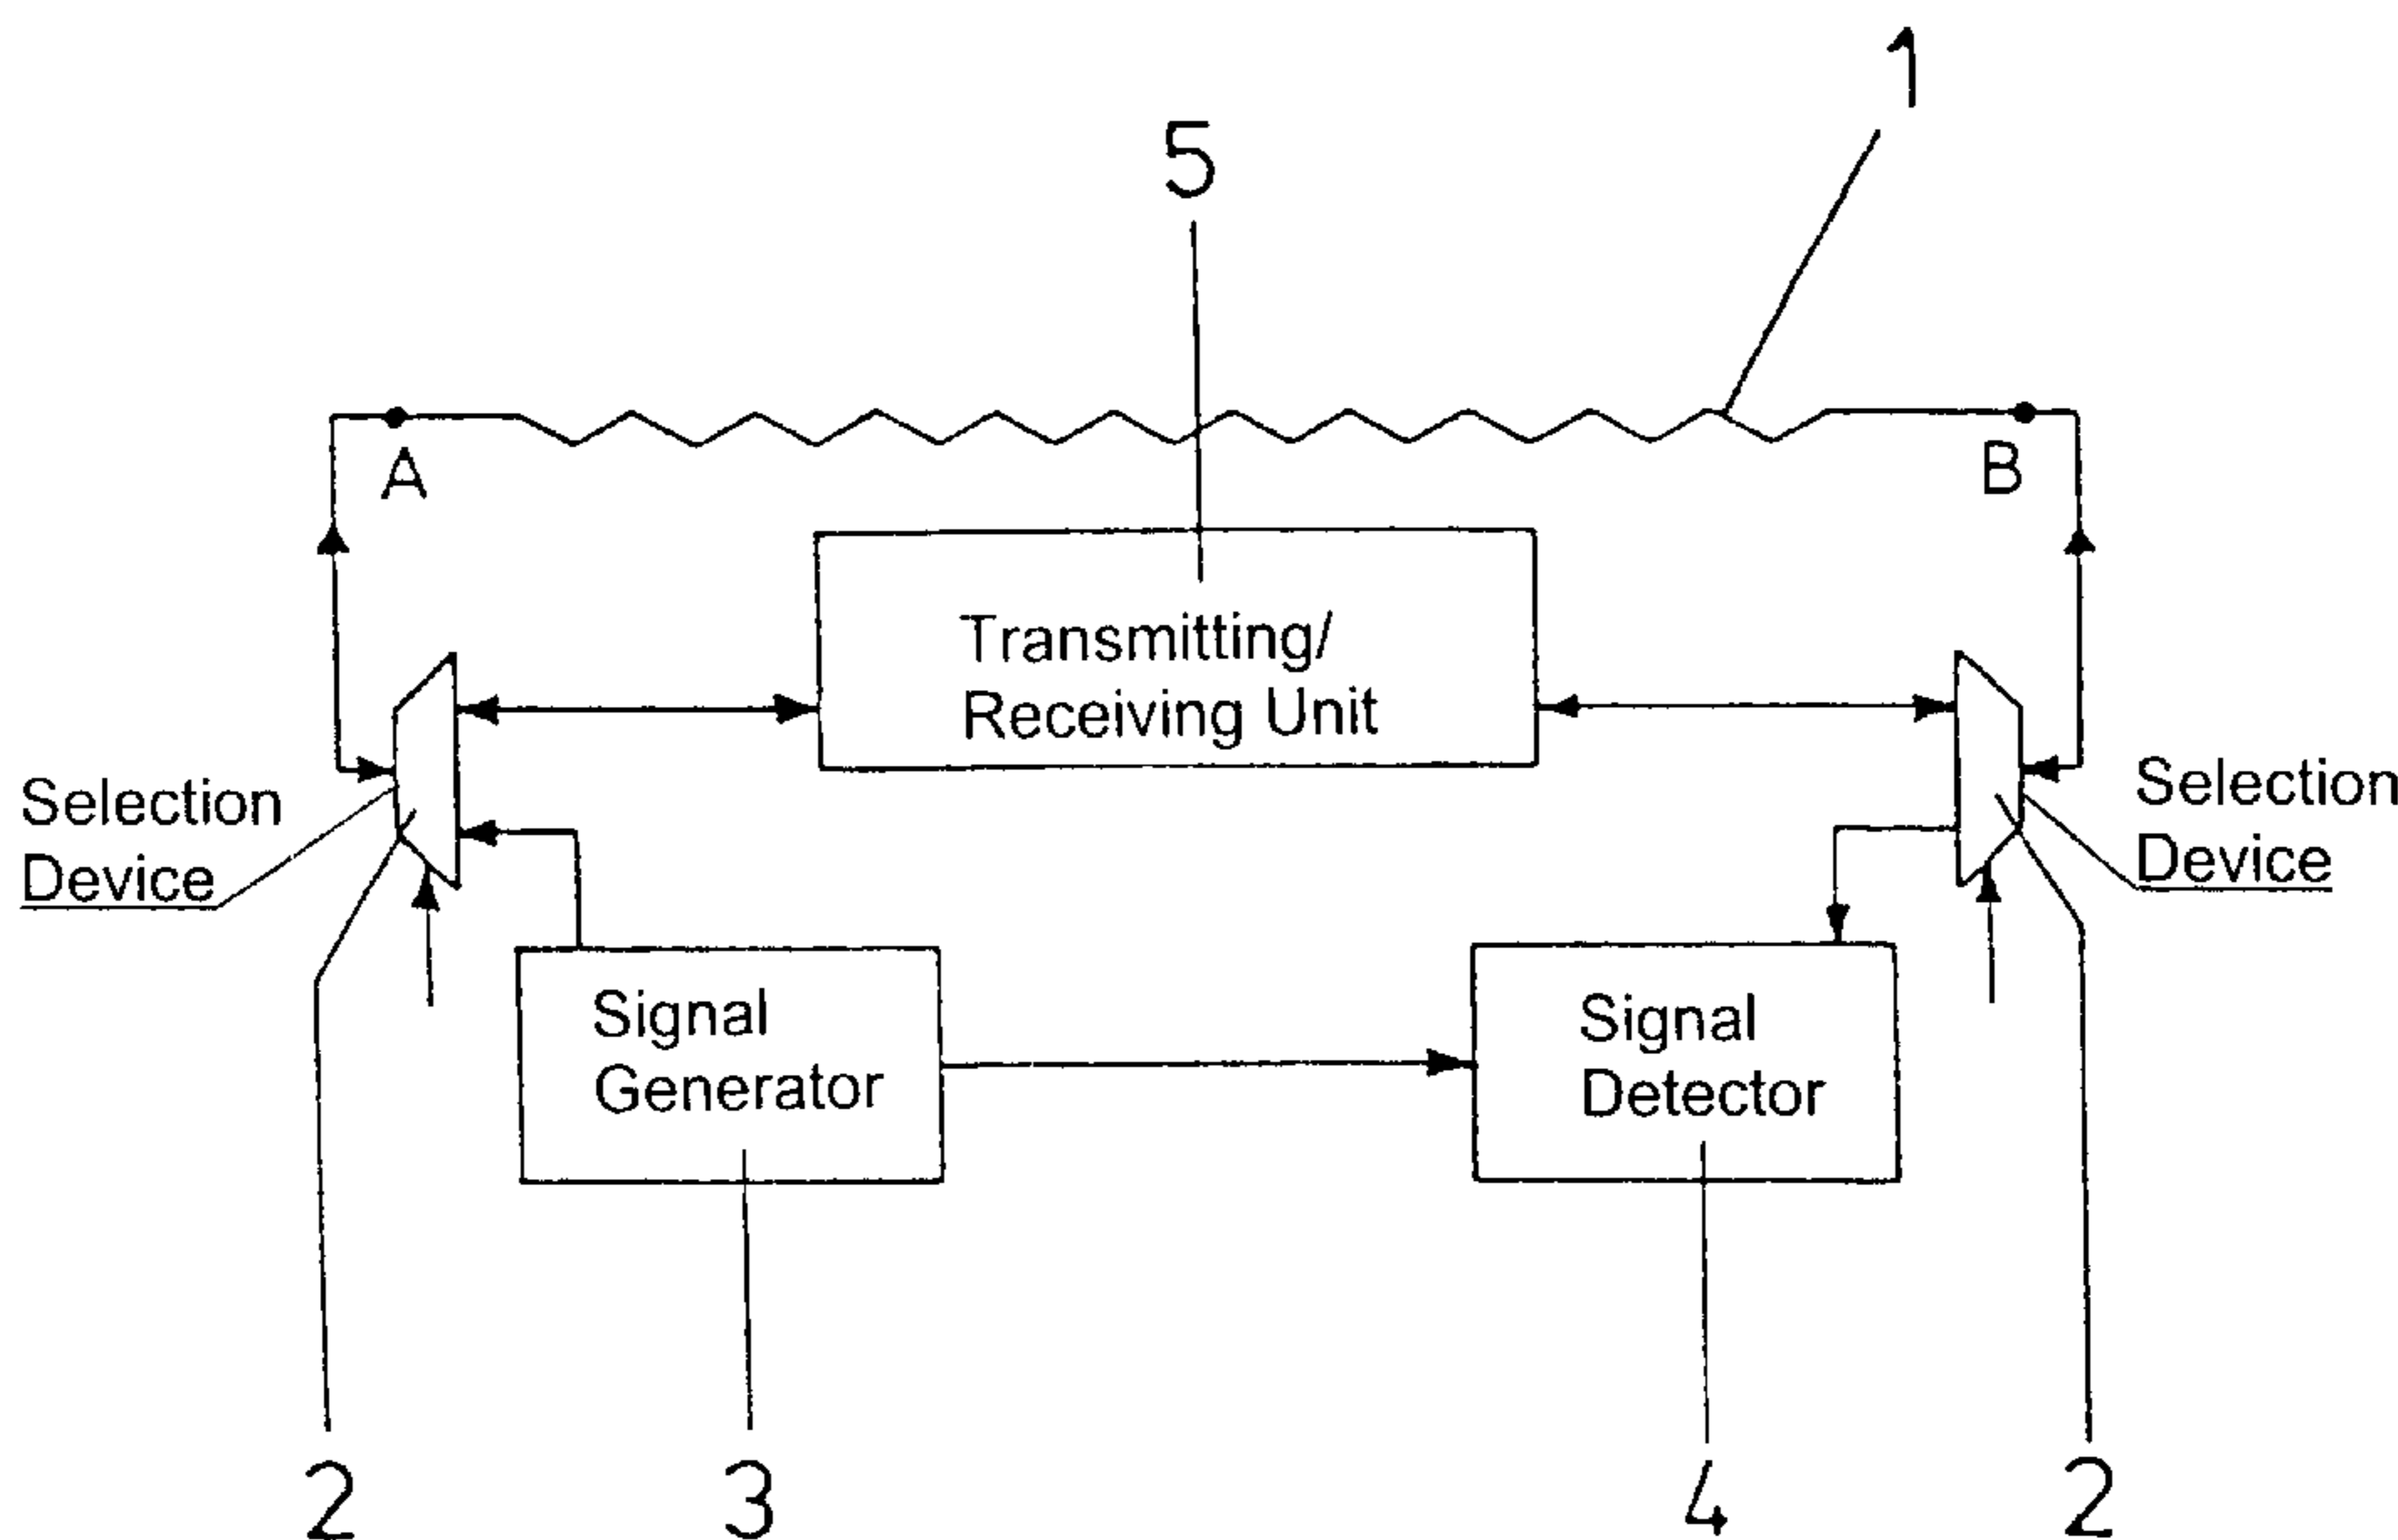 1
5
A
B
Transmitting/
Receiving Unit
Selection
Device
Selection
Device
Signal
Generator
Signal
Detector
2
3
4
2